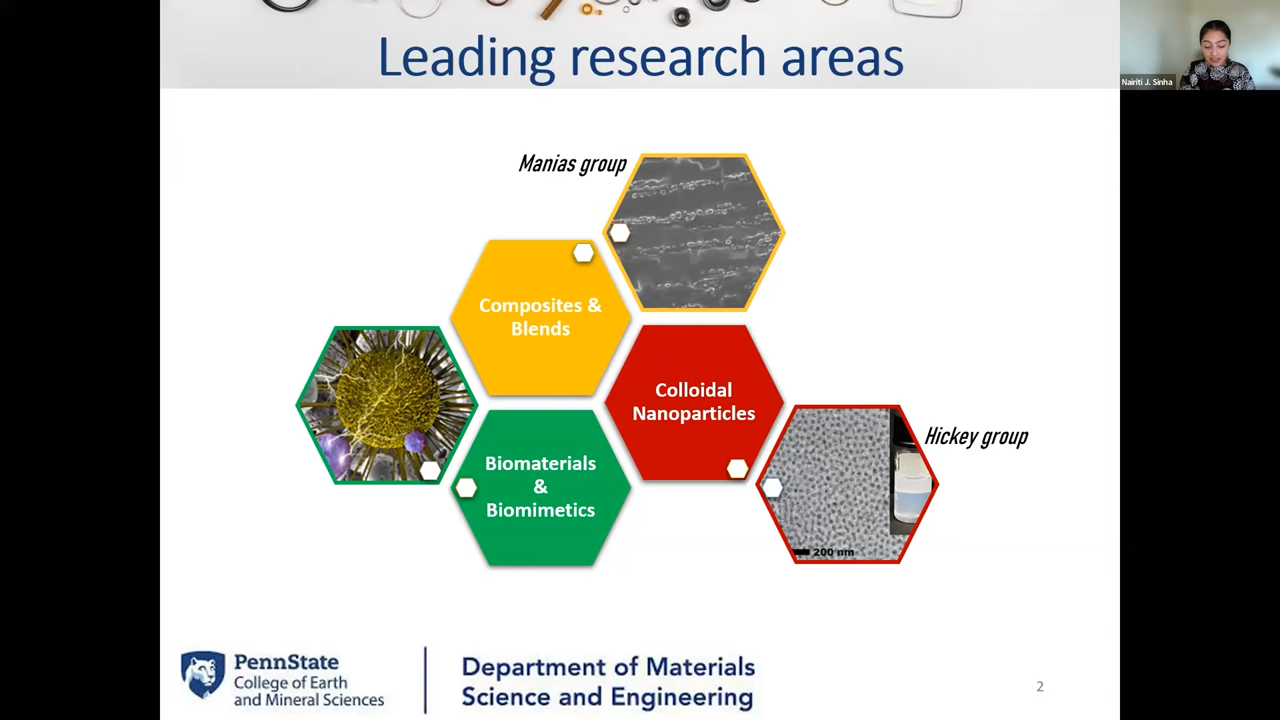 Leading research areas
Nairiti J. Sinha
Manias group
Composites &
Blends
Colloidal
Nanoparticles
Hickey group
Biomaterials
&
Biomimetics
200 nm
PennState
College of Earth
and Mineral Sciences
Department of Materials
Science and Engineering
2